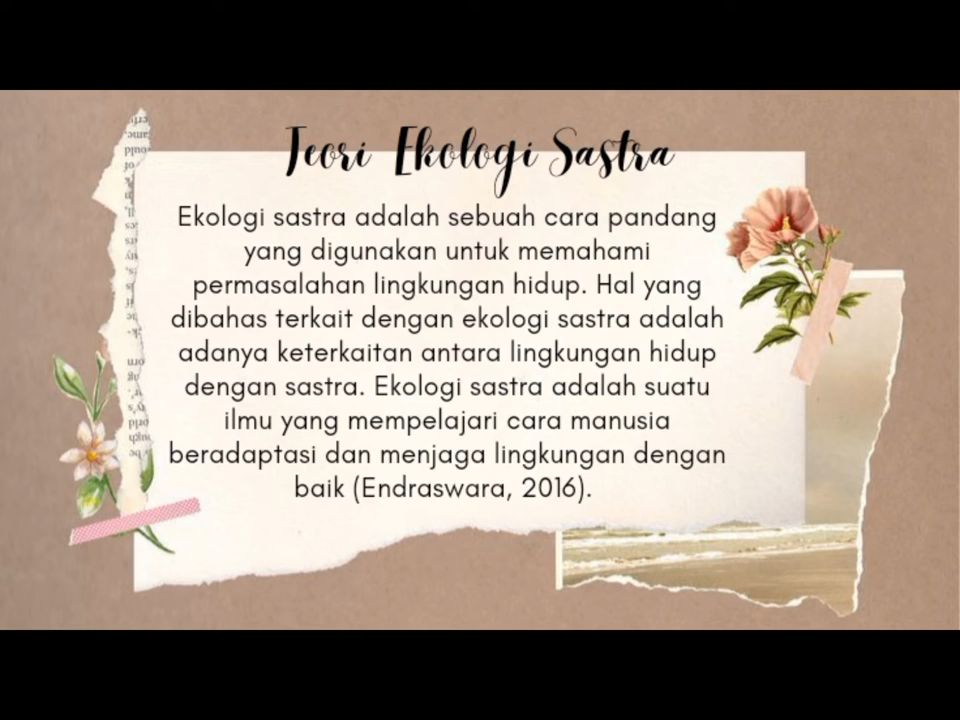 Teori Ekologi Sastra
Ekologi sastra adalah sebuah cara pandang
yang digunakan untuk memahami
permasalahan lingkungan hidup. Hal yang
dibahas terkait dengan ekologi sastra adalah
adanya keterkaitan antara lingkungan hidup
dengan sastra. Ekologi sastra adalah suatu
ilmu yang mempelajari cara manusia
beradaptasi dan menjaga lingkungan dengan
baik (Endraswara, 2016).